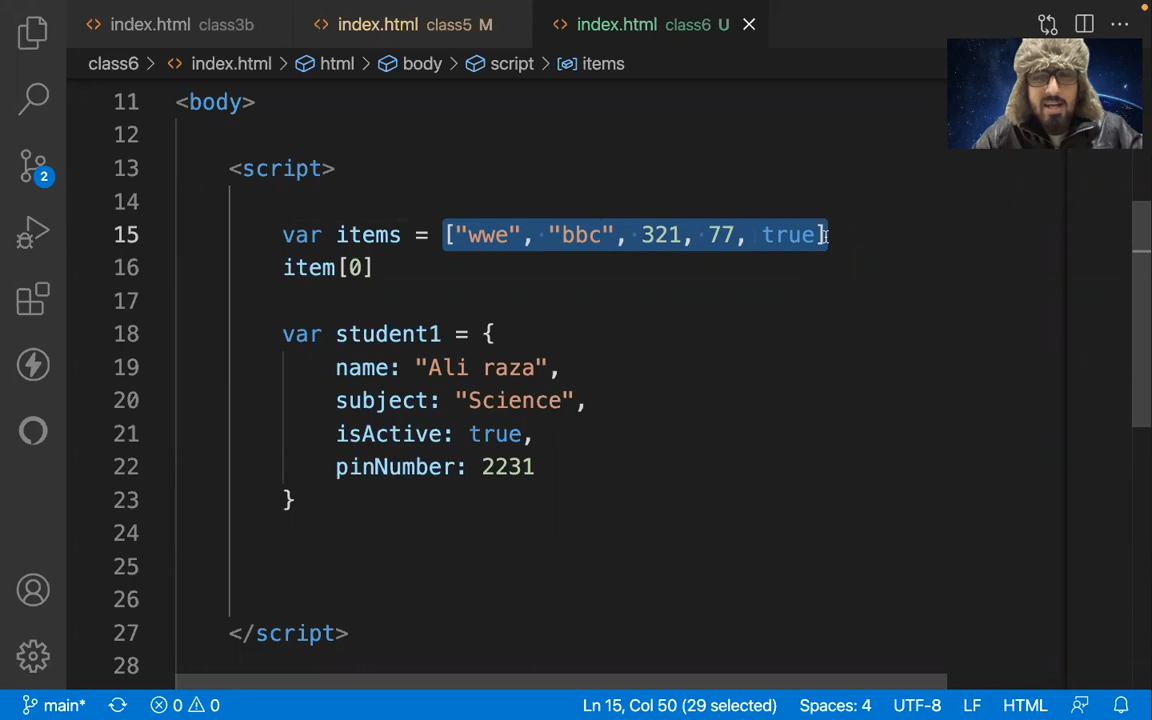 index.html class3b
index.html class5 M
index.html class6 U
class6 > index.html > html > body > script > items
11 <body>
12
13 <script>
14
15 var items = ["wwe", "bbc", 321, 77, true]
16 item[0]
17
18 var student1 = {
19 name: "Ali raza",
20 subject: "Science",
21 isActive: true,
22 pinNumber: 2231
23 }
24
25
26
27 </script>
28
2
main* 0 0 Ln 15, Col 50 (29 selected) Spaces: 4 UTF-8 LF HTML